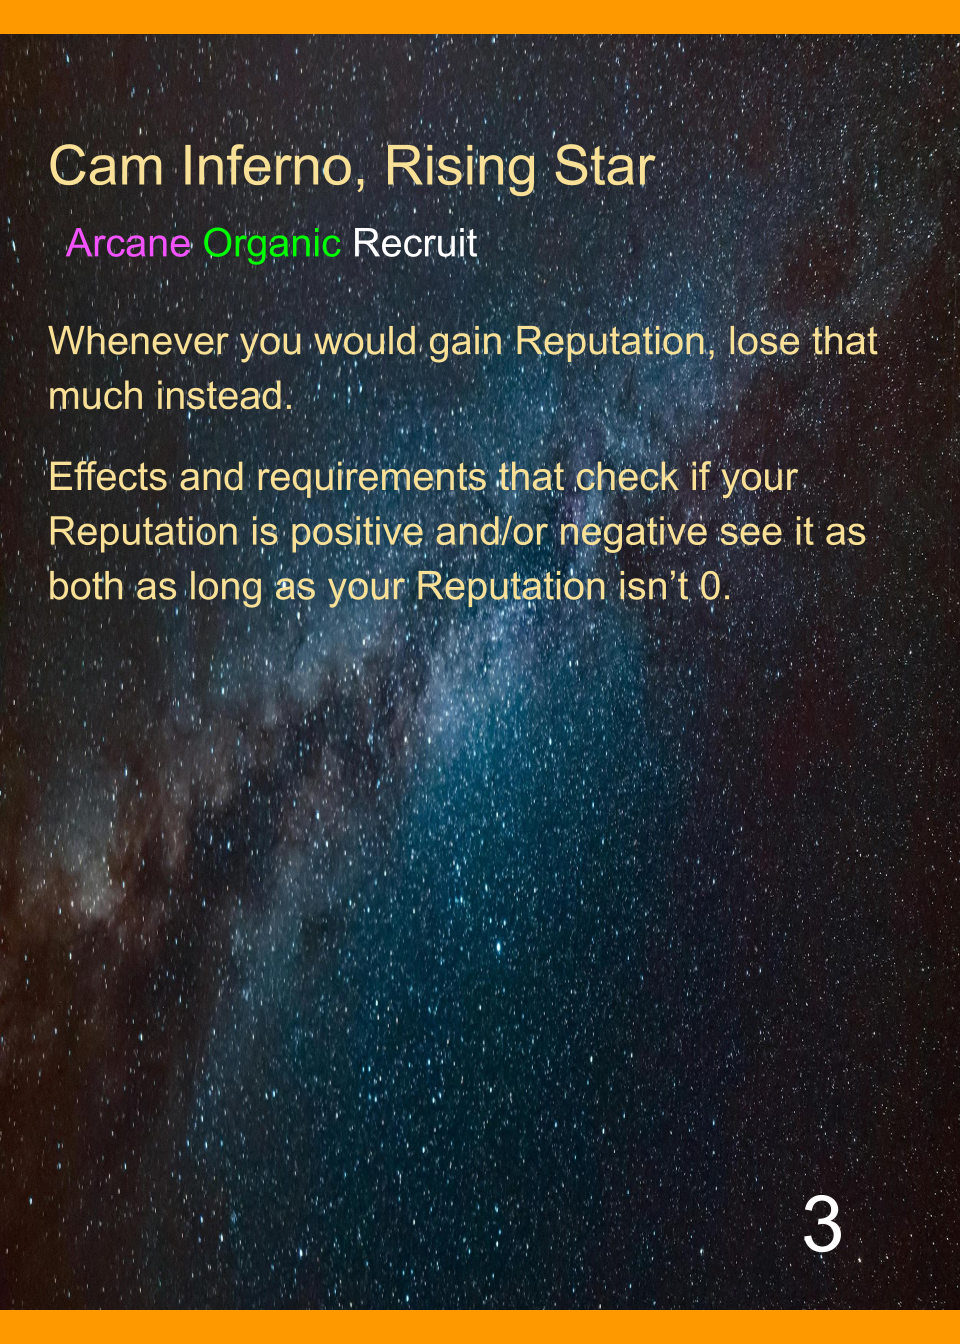 Cam Inferno, Rising Star
Arcane Organic Recruit
Whenever you would gain Reputation, lose that
much instead.
Effects and requirements that check if your
Reputation is positive and/or negative see it as
both as long as your Reputation isn’t 0.
3